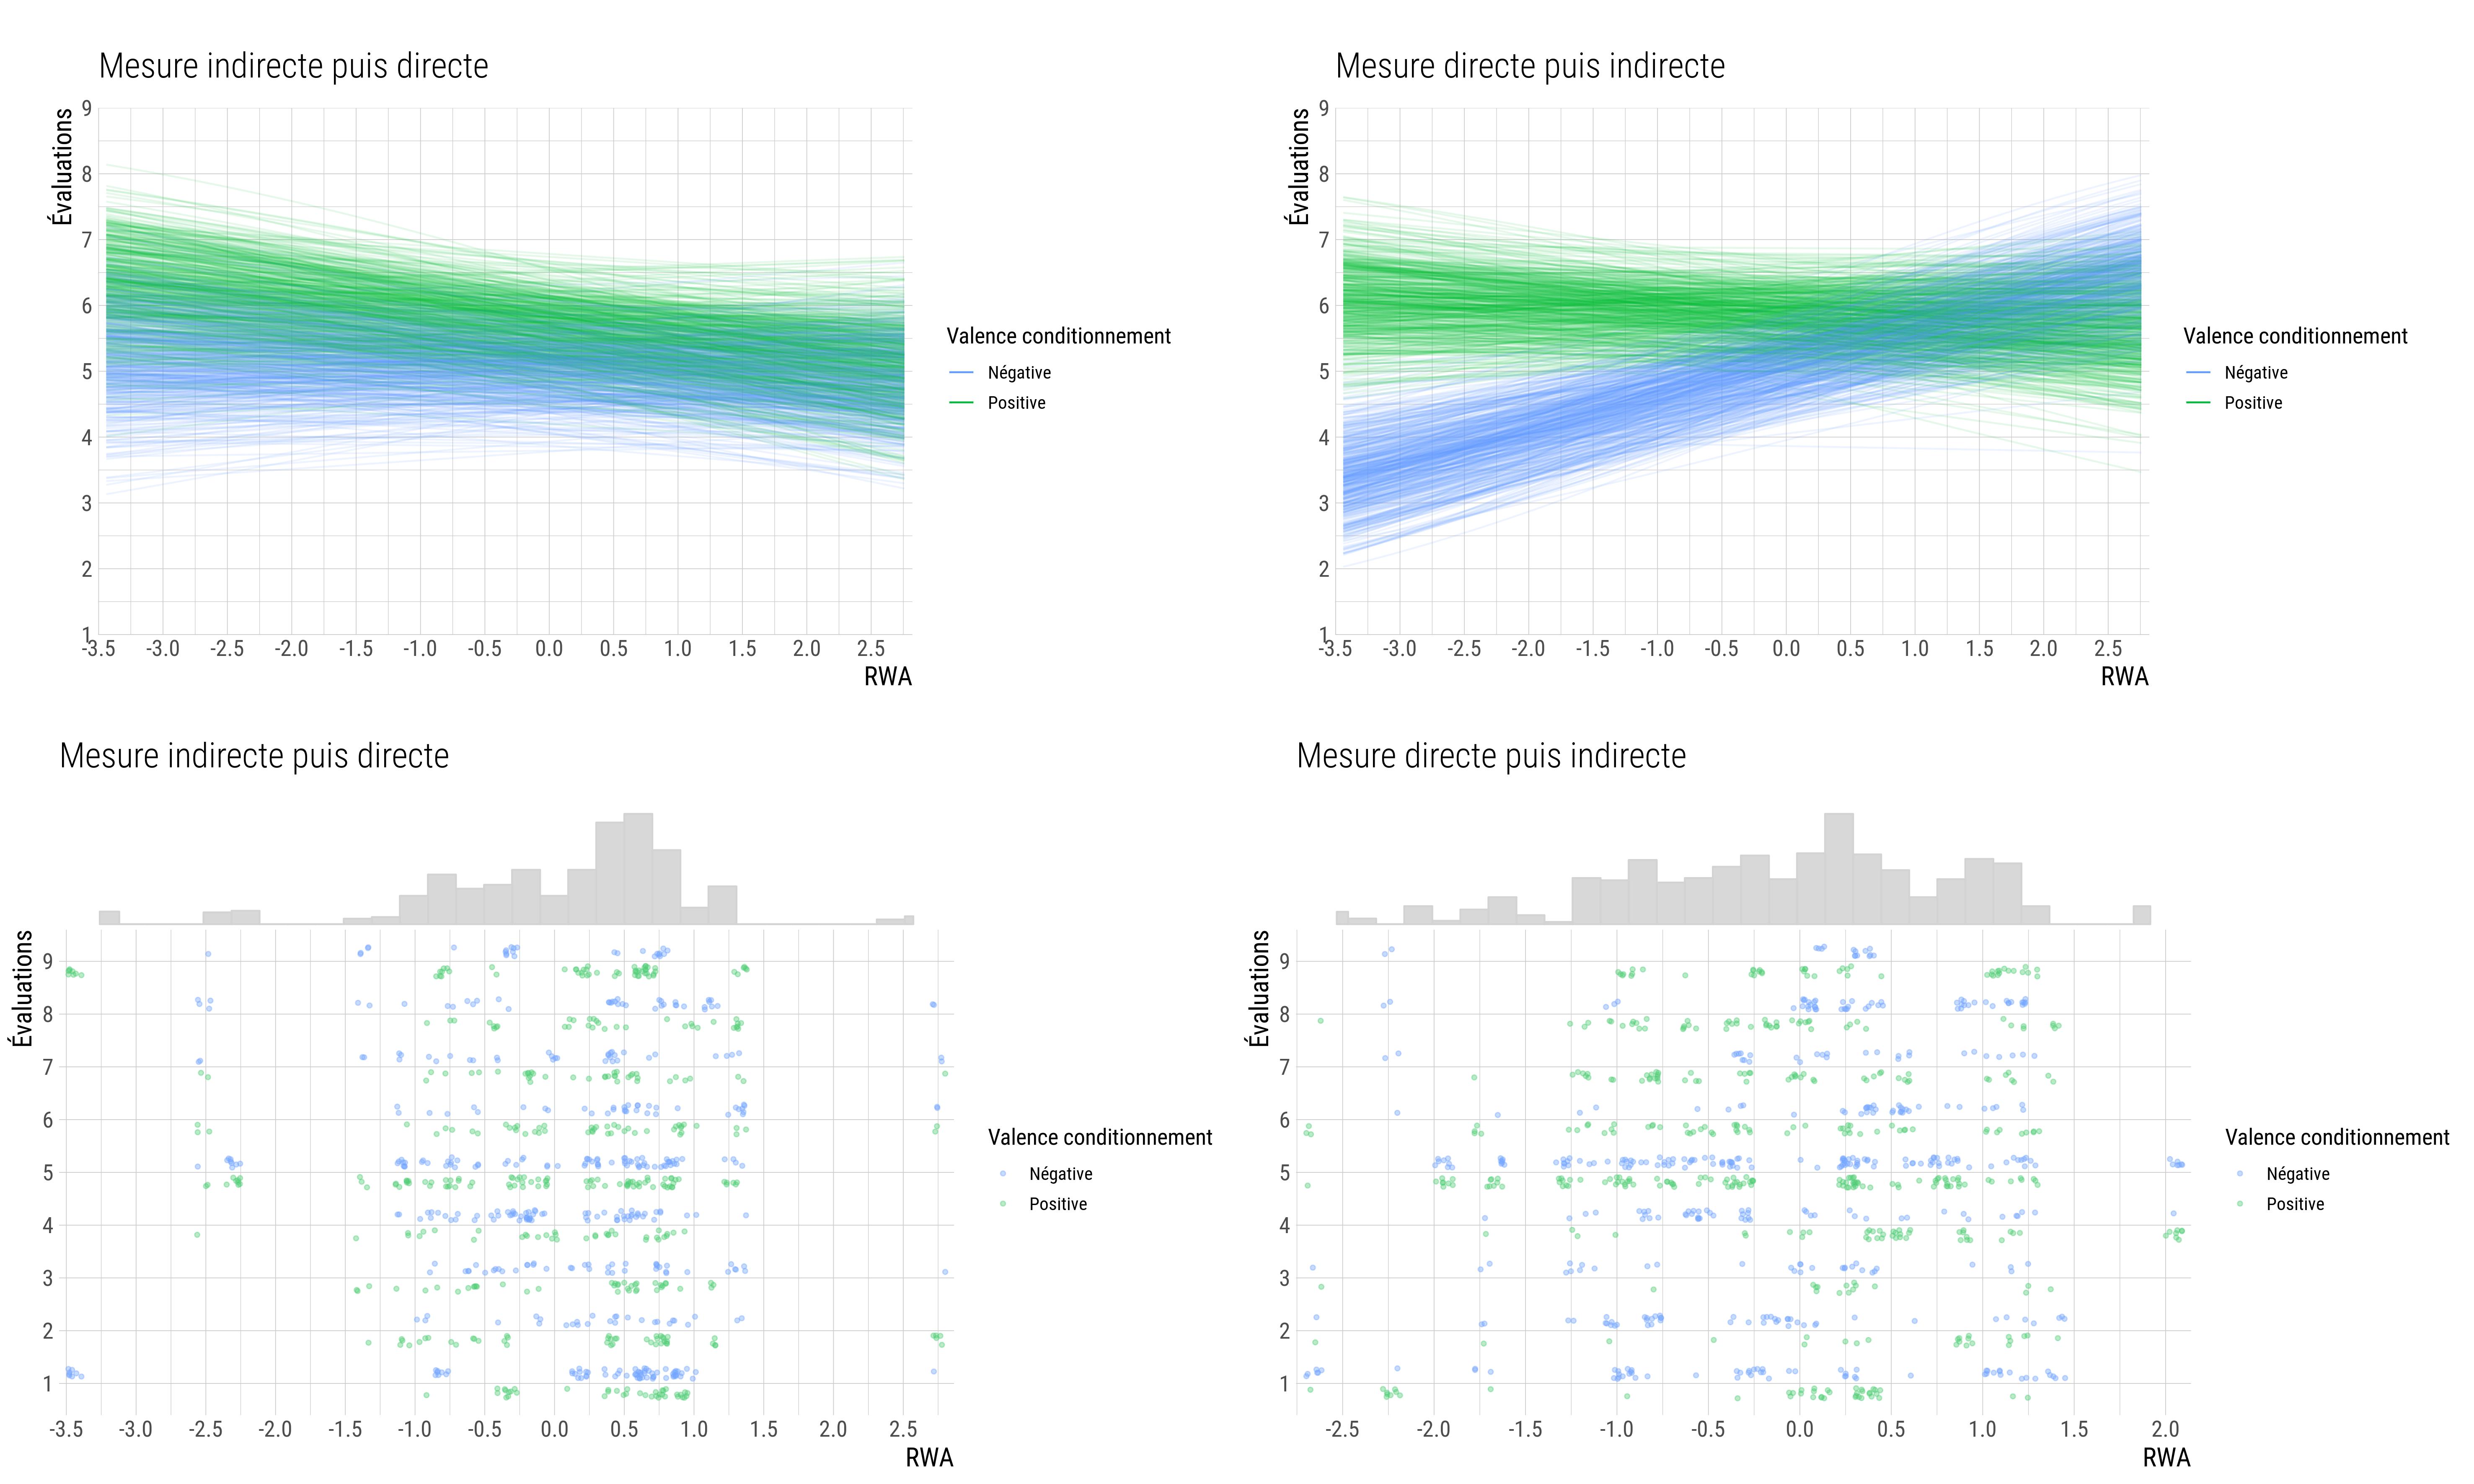 Mesure indirecte puis directe
Évaluations
9
8
7
6
5
4
3
2
1
-3.5 -3.0 -2.5 -2.0 -1.5 -1.0 -0.5 0.0 0.5 1.0 1.5 2.0 2.5
RWA
Valence conditionnement
Négative
Positive
Mesure directe puis indirecte
Évaluations
9
8
7
6
5
4
3
2
1
-3.5 -3.0 -2.5 -2.0 -1.5 -1.0 -0.5 0.0 0.5 1.0 1.5 2.0 2.5
RWA
Valence conditionnement
Négative
Positive
Mesure indirecte puis directe
Évaluations
9
8
7
6
5
4
3
2
1
-3.5 -3.0 -2.5 -2.0 -1.5 -1.0 -0.5 0.0 0.5 1.0 1.5 2.0 2.5
RWA
Valence conditionnement
Négative
Positive
Mesure directe puis indirecte
Évaluations
9
8
7
6
5
4
3
2
1
-2.5 -2.0 -1.5 -1.0 -0.5 0.0 0.5 1.0 1.5 2.0
RWA
Valence conditionnement
Négative
Positive